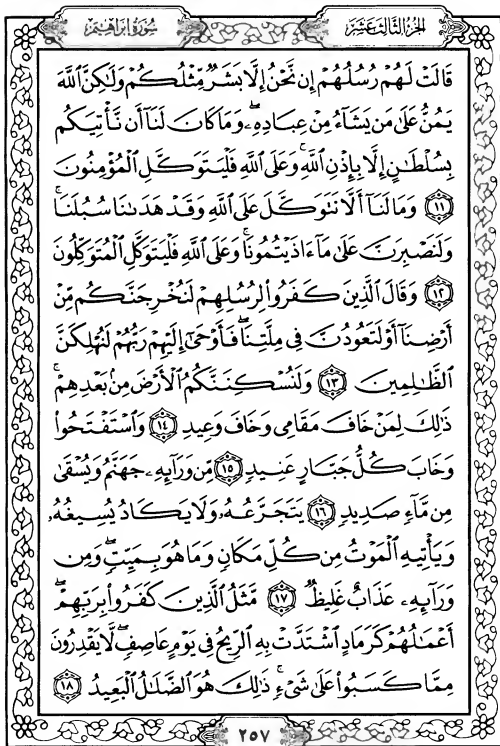 الجزء الثالث عشر
سورة إبراهيم
قَالَتْ لَهُمْ رُسُلُهُمْ إِن نَّحْنُ إِلَّا بَشَرٌ مِّثْلُكُمْ وَلَٰكِنَّ ٱللَّهَ
يَمُنُّ عَلَىٰ مَن يَشَآءُ مِنْ عِبَادِهِۦۖ وَمَا كَانَ لَنَآ أَن نَّأْتِيَكُم
بِسُلْطَٰنٍ إِلَّا بِإِذْنِ ٱللَّهِۚ وَعَلَى ٱللَّهِ فَلْيَتَوَكَّلِ ٱلْمُؤْمِنُونَ
١١ وَمَا لَنَآ أَلَّا نَتَوَكَّلَ عَلَى ٱللَّهِ وَقَدْ هَدَىٰنَا سُبُلَنَاۚ
وَلَنَصْبِرَنَّ عَلَىٰ مَآ ءَاذَيْتُمُونَاۚ وَعَلَى ٱللَّهِ فَلْيَتَوَكَّلِ ٱلْمُتَوَكِّلُونَ
١٢ وَقَالَ ٱلَّذِينَ كَفَرُوا۟ لِرُسُلِهِمْ لَنُخْرِجَنَّكُم مِّنْ
أَرْضِنَآ أَوْ لَتَعُودُنَّ فِى مِلَّتِنَاۖ فَأَوْحَىٰٓ إِلَيْهِمْ رَبُّهُمْ لَنُهْلِكَنَّ
ٱلظَّٰلِمِينَ ١٣ وَلَنُسْكِنَنَّكُمُ ٱلْأَرْضَ مِنۢ بَعْدِهِمْۚ
ذَٰلِكَ لِمَنْ خَافَ مَقَامِى وَخَافَ وَعِيدِ ١٤ وَٱسْتَفْتَحُوا۟
وَخَابَ كُلُّ جَبَّارٍ عَنِيدٍ ١٥ مِّن وَرَآئِهِۦ جَهَنَّمُ وَيُسْقَىٰ
مِن مَّآءٍ صَدِيدٍ ١٦ يَتَجَرَّعُهُۥ وَلَا يَكَادُ يُسِيغُهُۥ
وَيَأْتِيهِ ٱلْمَوْتُ مِن كُلِّ مَكَانٍ وَمَا هُوَ بِمَيِّتٍۖ وَمِن
وَرَآئِهِۦ عَذَابٌ غَلِيظٌ ١٧ مَّثَلُ ٱلَّذِينَ كَفَرُوا۟ بِرَبِّهِمْۖ
أَعْمَٰلُهُمْ كَرَمَادٍ ٱشْتَدَّتْ بِهِ ٱلرِّيحُ فِى يَوْمٍ عَاصِفٍۖ لَّا يَقْدِرُونَ
مِمَّا كَسَبُوا۟ عَلَىٰ شَىْءٍۚ ذَٰلِكَ هُوَ ٱلضَّلَٰلُ ٱلْبَعِيدُ ١٨
٢٥٧